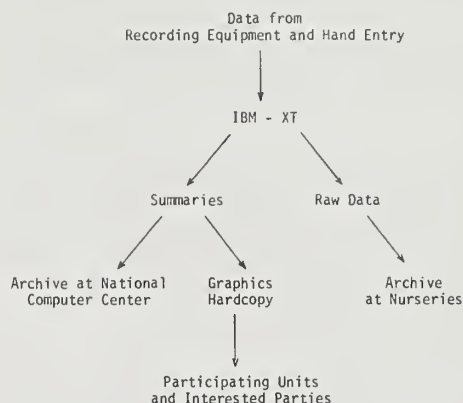 Data from
Recording Equipment and Hand Entry
IBM - XT
Summaries
Raw Data
Archive at National
Computer Center
Graphics
Hardcopy
Archive
at Nurseries
Participating Units
and Interested Parties